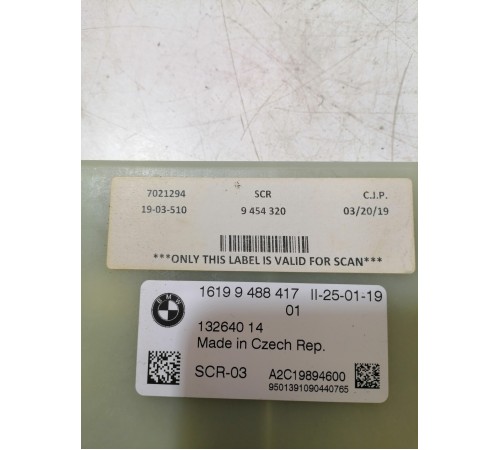 7021294 SCR C.I.P.
19-03-510 9 454 320 03/20/19
***ONLY THIS LABEL IS VALID FOR SCAN***
BMW
1619 9 488 417 II-25-01-19
01
132640 14
Made in Czech Rep.
SCR-03 A2C19894600
9501391090440765